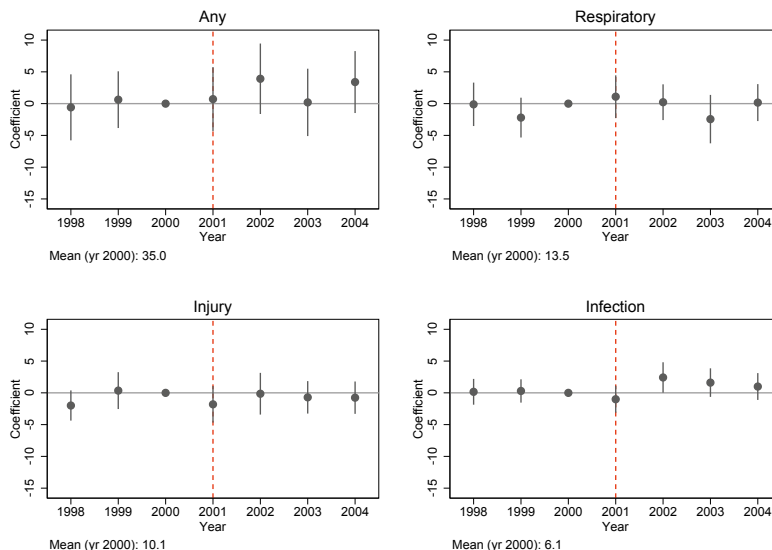 Any
Coefficient
10
5
0
-5
-10
-15
1998 1999 2000 2001 2002 2003 2004
Year
Mean (yr 2000): 35.0
Respiratory
Coefficient
10
5
0
-5
-10
-15
1998 1999 2000 2001 2002 2003 2004
Year
Mean (yr 2000): 13.5
Injury
Coefficient
10
5
0
-5
-10
-15
1998 1999 2000 2001 2002 2003 2004
Year
Mean (yr 2000): 10.1
Infection
Coefficient
10
5
0
-5
-10
-15
1998 1999 2000 2001 2002 2003 2004
Year
Mean (yr 2000): 6.1